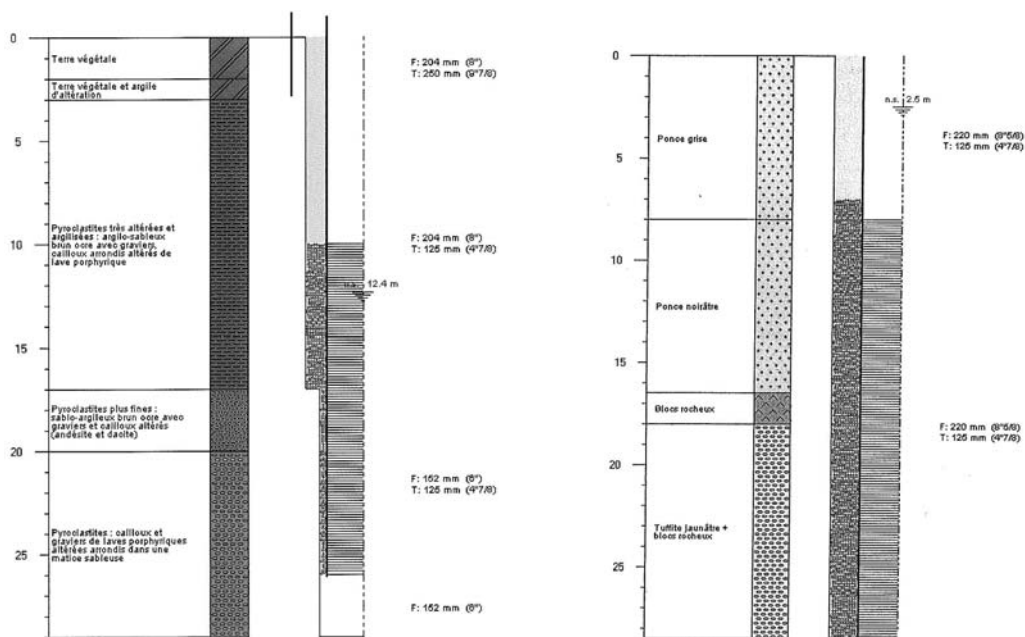 0
Terre végétale
F: 204 mm (8")
T: 250 mm (9"7/8)
Terre végétale et argile
d'altération
5
Pyroclastites très altérées et
argilisées : argilo-sableux
brun ocre avec graviers,
cailloux arrondis altérés de
lave porphyrique
10
F: 204 mm (8")
T: 125 mm (4"7/8)
n.s. 12.4 m
15
Pyroclastites plus fines :
sablo-argileux brun ocre avec
graviers et cailloux altérés
(andésite et dacite)
20
F: 152 mm (6")
T: 125 mm (4"7/8)
Pyroclastites : cailloux et
graviers de laves porphyriques
altérées arrondis dans une
matice sableuse
25
F: 152 mm (6")
0
n.s. 2.5 m
Ponce grise
F: 220 mm (8"5/8)
T: 125 mm (4"7/8)
5
10
Ponce noirâtre
15
Blocs rocheux
F: 220 mm (8"5/8)
T: 125 mm (4"7/8)
20
Tuffite jaunâtre +
blocs rocheux
25